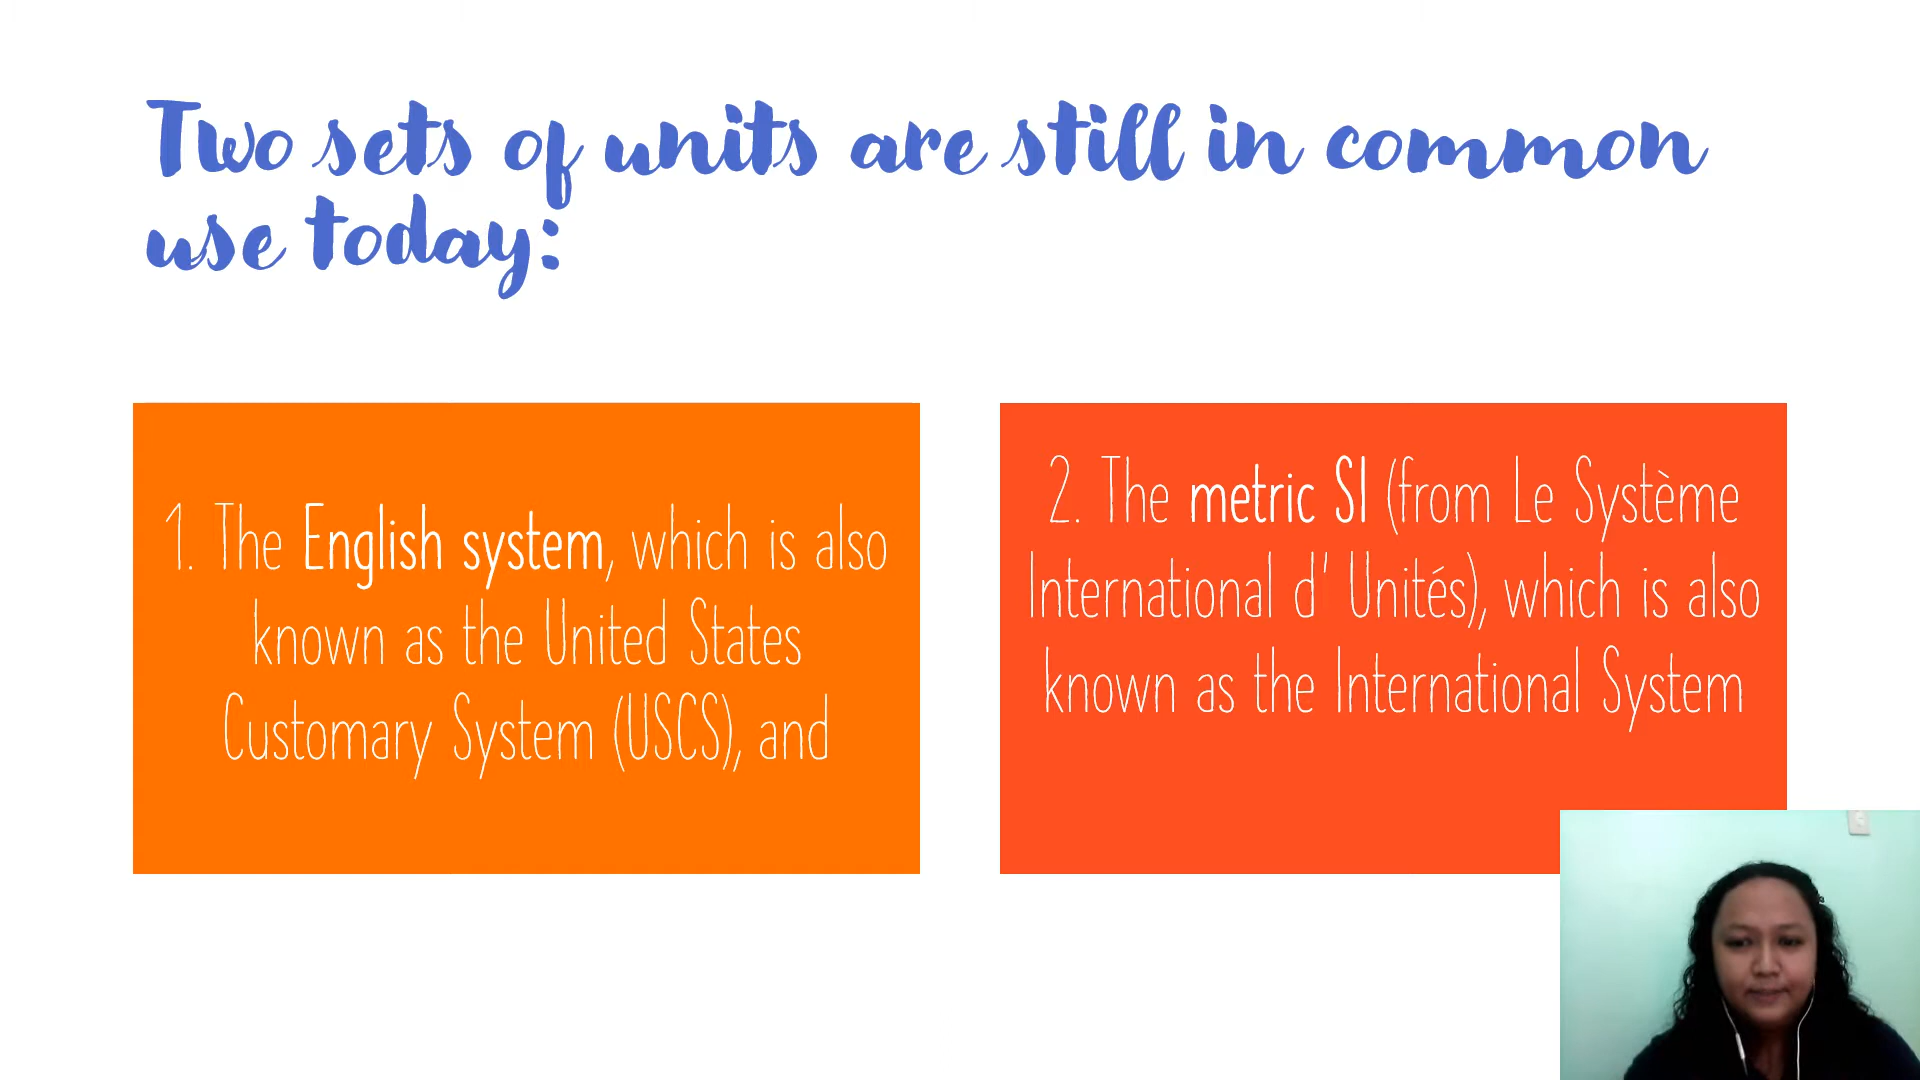 Two sets of units are still in common
use today:
1. The English system, which is also
known as the United States
Customary System (USCS), and
2. The metric SI (from Le Système
International d' Unités), which is also
known as the International System